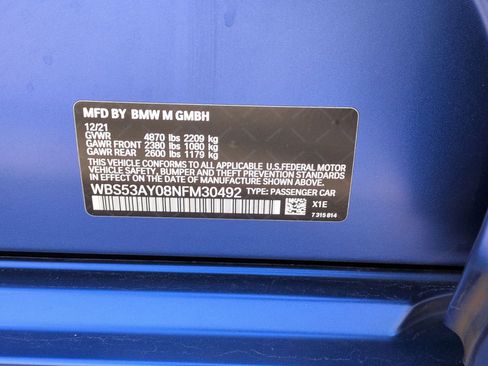 MFD BY BMW M GMBH
12/21
GVWR 4870 lbs 2209 kg
GAWR FRONT 2380 lbs 1080 kg
GAWR REAR 2600 lbs 1179 kg
THIS VEHICLE CONFORMS TO ALL APPLICABLE U.S.FEDERAL MOTOR
VEHICLE SAFETY, BUMPER AND THEFT PREVENTION STANDARDS IN
EFFECT ON THE DATE OF MANUFACTURE SHOWN ABOVE.
WBS53AY08NFM30492 TYPE: PASSENGER CAR
X1E
7 315 814